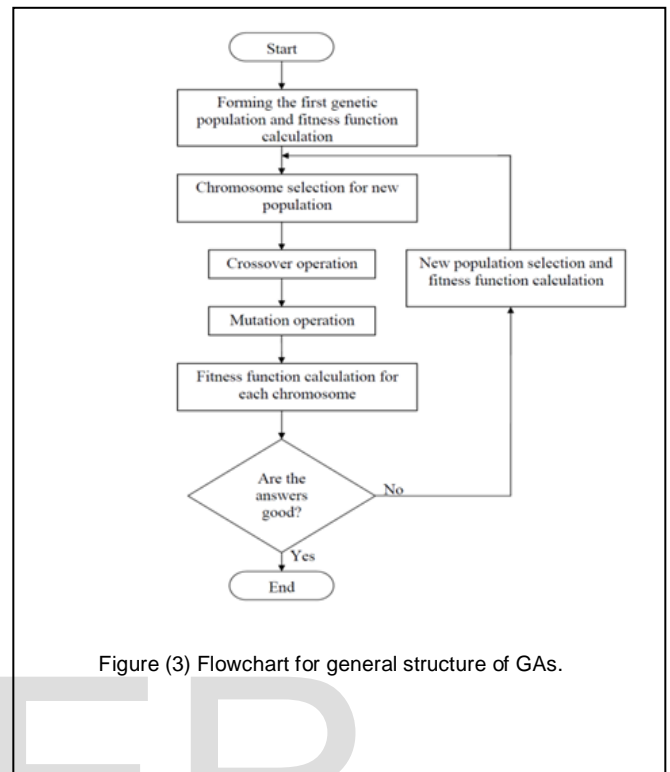 Start
Forming the first genetic
population and fitness function
calculation
Chromosome selection for new
population
Crossover operation
New population selection and
fitness function calculation
Mutation operation
Fitness function calculation for
each chromosome
Are the
answers
good?
No
Yes
End
Figure (3) Flowchart for general structure of GAs.